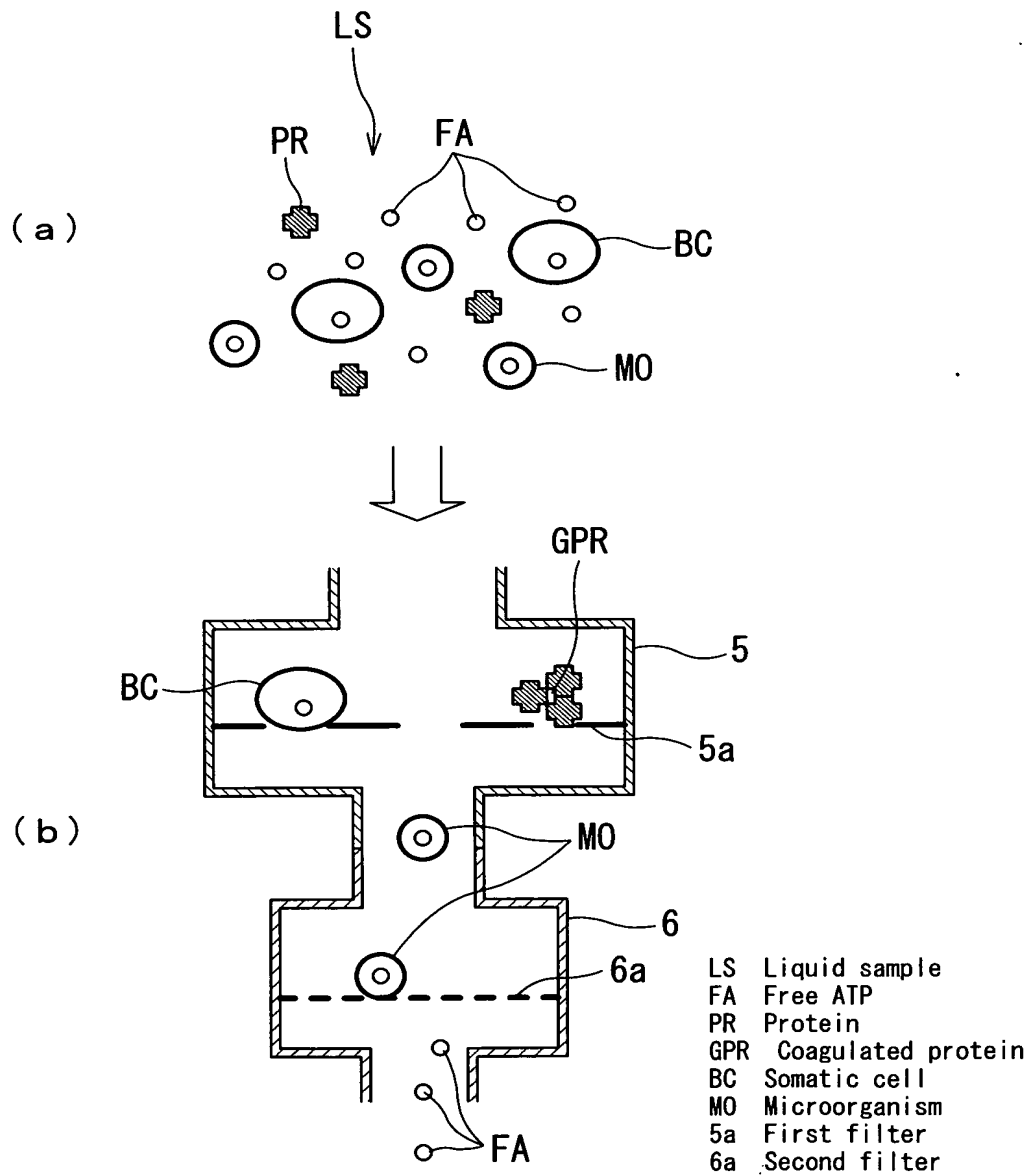 LS
PR
FA
(a)
BC
MO
GPR
5
BC
5a
(b)
MO
6
6a
FA
LS Liquid sample
FA Free ATP
PR Protein
GPR Coagulated protein
BC Somatic cell
MO Microorganism
5a First filter
6a Second filter